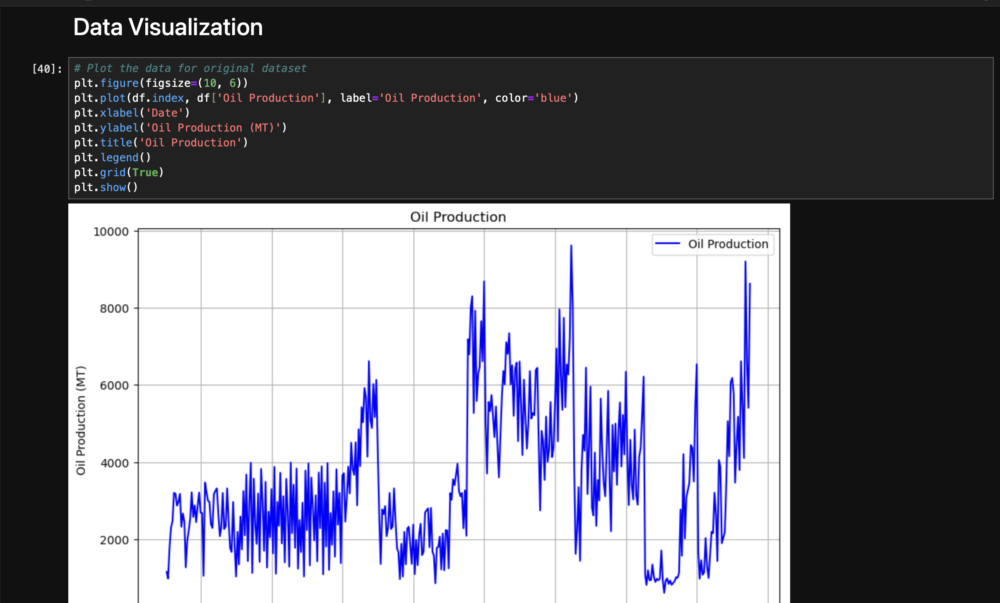 Data Visualization
[40]:
# Plot the data for original dataset
plt.figure(figsize=(10, 6))
plt.plot(df.index, df['Oil Production'], label='Oil Production', color='blue')
plt.xlabel('Date')
plt.ylabel('Oil Production (MT)')
plt.title('Oil Production')
plt.legend()
plt.grid(True)
plt.show()
Oil Production
10000
Oil Production
8000
6000
Oil Production (MT)
4000
2000